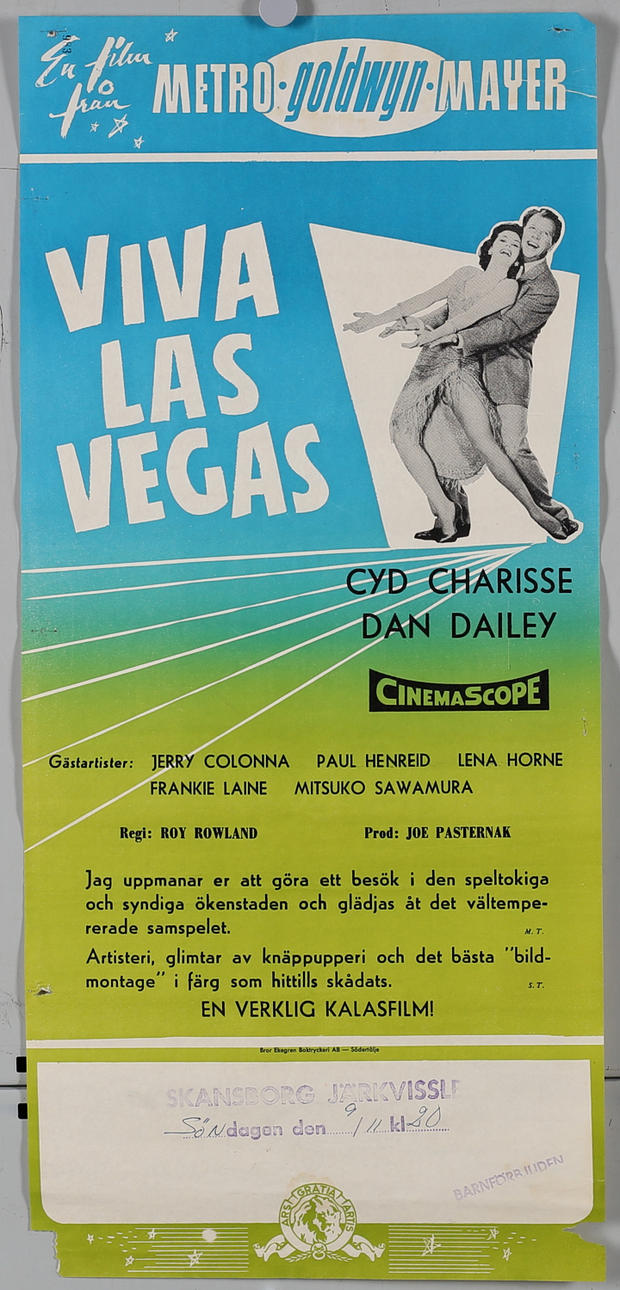 En film
från
METRO·goldwyn·MAYER
VIVA
LAS
VEGAS
CYD CHARISSE
DAN DAILEY
CINEMASCOPE
Gästartister: JERRY COLONNA PAUL HENREID LENA HORNE
FRANKIE LAINE MITSUKO SAWAMURA
Regi: ROY ROWLAND Prod: JOE PASTERNAK
Jag uppmanar er att göra ett besök i den speltokiga
och syndiga ökenstaden och glädjas åt det vältempe-
rerade samspelet. M. T.
Artisteri, glimtar av knäppupperi och det bästa "bild-
montage" i färg som hittills skådats. S. T.
EN VERKLIG KALASFILM!
Bror Ekegren Boktryckeri AB — Södertälje
SKANSBORG JÄRKVISSLE
Söndagen den 9/11 kl 20
BARNFÖRBJUDEN
ARS GRATIA ARTIS